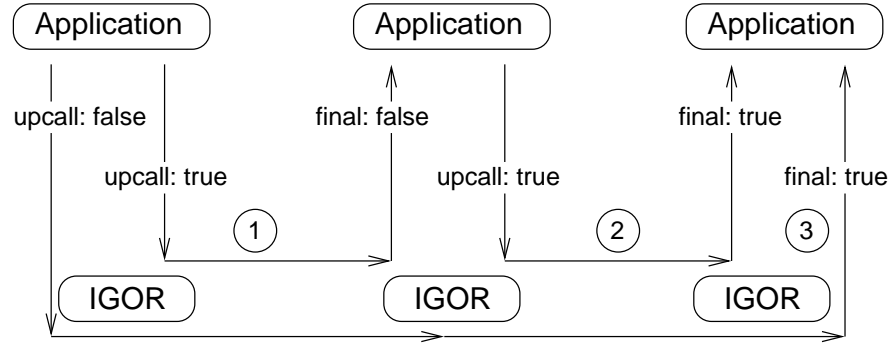 Application Application Application
upcall: false final: false final: true
upcall: true upcall: true final: true
1 2 3
IGOR IGOR IGOR